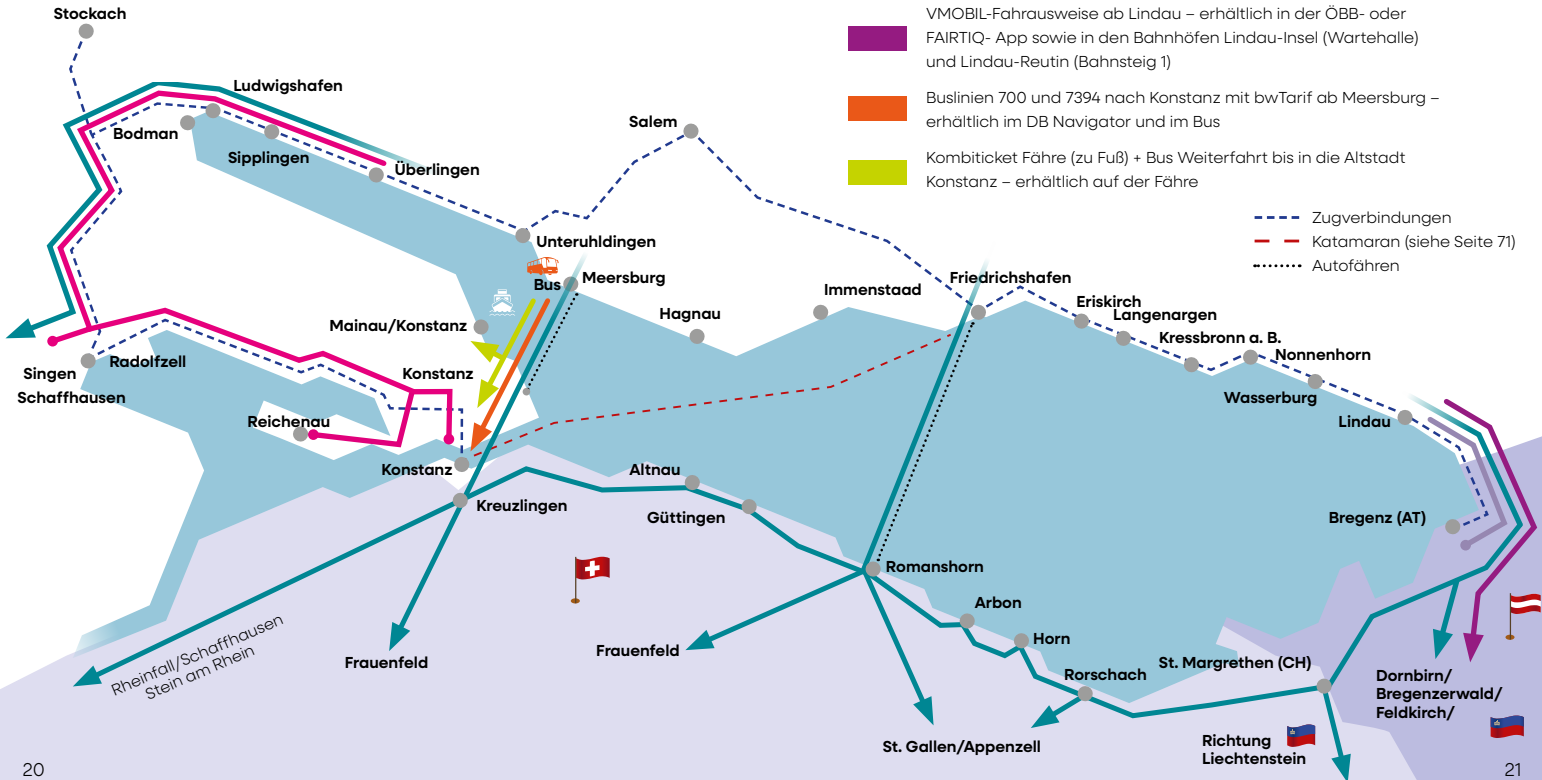 VMOBIL-Fahrausweise ab Lindau – erhältlich in der ÖBB- oder
FAIRTIQ- App sowie in den Bahnhöfen Lindau-Insel (Wartehalle)
und Lindau-Reutin (Bahnsteig 1)
Buslinien 700 und 7394 nach Konstanz mit bwTarif ab Meersburg –
erhältlich im DB Navigator und im Bus
Kombiticket Fähre (zu Fuß) + Bus Weiterfahrt bis in die Altstadt
Konstanz – erhältlich auf der Fähre
Zugverbindungen
Katamaran (siehe Seite 71)
Autofähren
Stockach
Ludwigshafen
Bodman
Sipplingen
Überlingen
Salem
Unteruhldingen
Bus
Meersburg
Mainau/Konstanz
Hagnau
Immenstaad
Friedrichshafen
Eriskirch
Langenargen
Kressbronn a. B.
Nonnenhorn
Wasserburg
Lindau
Bregenz (AT)
Radolfzell
Singen
Schaffhausen
Konstanz
Reichenau
Konstanz
Kreuzlingen
Altnau
Güttingen
Romanshorn
Arbon
Horn
Rorschach
St. Margrethen (CH)
Rheinfall/Schaffhausen
Stein am Rhein
Frauenfeld
Frauenfeld
St. Gallen/Appenzell
Richtung
Liechtenstein
Dornbirn/
Bregenzerwald/
Feldkirch/
20
21